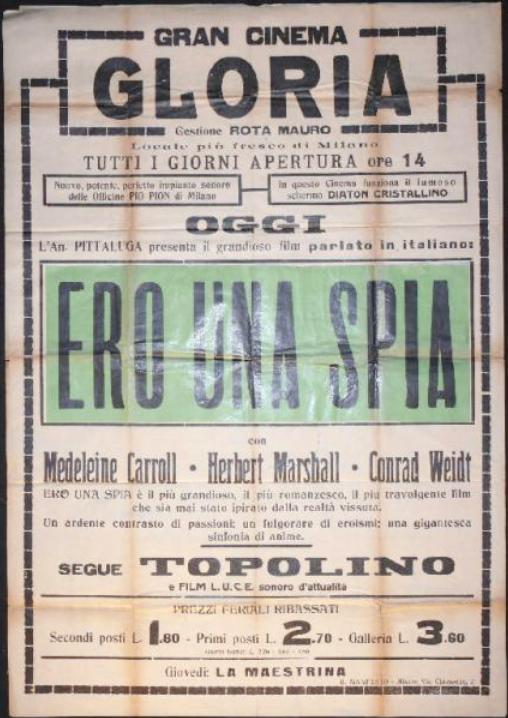 GRAN CINEMA
GLORIA
Gestione ROTA MAURO
Locale più fresco di Milano
TUTTI I GIORNI APERTURA ore 14
Nuovo, potente, perfetto impianto sonoro
delle Officine PIO PION di Milano
In questo Cinema funziona il famoso
schermo DIATON CRISTALLINO
OGGI
L'An. PITTALUGA presenta il grandioso film parlato in italiano:
ERO UNA SPIA
con
Medeleine Carroll • Herbert Marshall • Conrad Weidt
ERO UNA SPIA è il più grandioso, il più romanzesco, il più travolgente film
che sia mai stato ipirato dalla realtà vissuta.
Un ardente contrasto di passioni; un fulgorare di eroismi; una gigantesca
sinfonia di anime.
SEGUE TOPOLINO
e FILM L.U.C.E. sonoro d'attualità
PREZZI FERIALI RIBASSATI
Secondi posti L. 1.80 - Primi posti L. 2.70 - Galleria L. 3.60
Giovedì: LA MAESTRINA